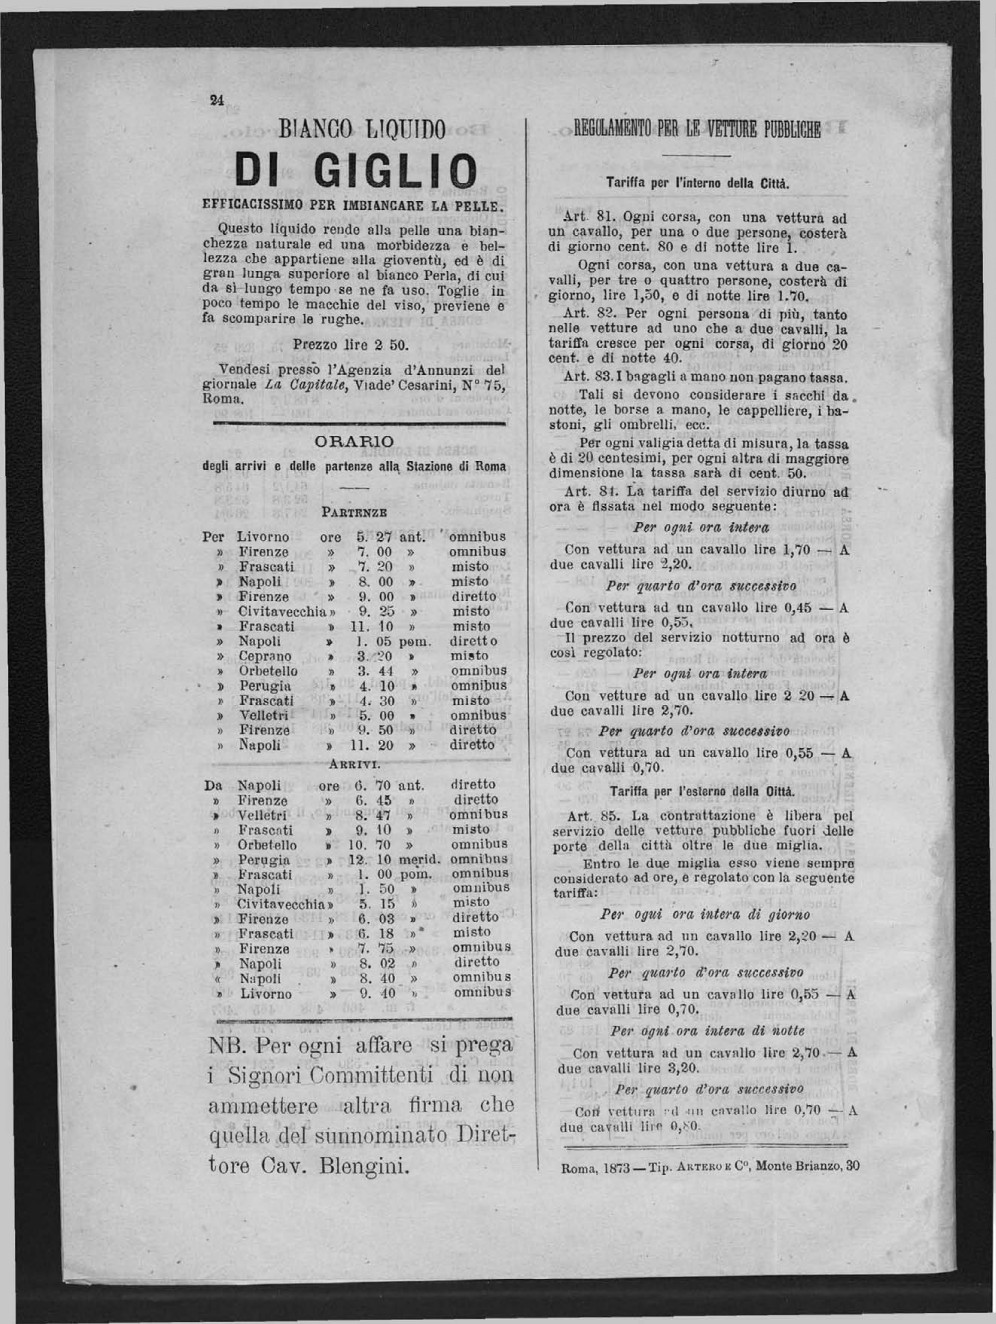 24
BIANCO LIQUIDO
DI GIGLIO
EFFICACISSIMO PER IMBIANCARE LA PELLE.
Questo liquido rende alla pelle una bian-
chezza naturale ed una morbidezza e bel-
lezza che appartiene alla gioventù, ed è di
gran lunga superiore al bianco Perla, di cui
da sì lungo tempo se ne fa uso. Toglie in
poco tempo le macchie del viso, previene e
fa scomparire le rughe.
Prezzo lire 2 50.
Vendesi presso l'Agenzia d'Annunzi del
giornale La Capitale, Viade' Cesarini, N° 75,
Roma.
ORARIO
degli arrivi e delle partenze alla Stazione di Roma
PARTENZE
Per Livorno ore 5. 27 ant. omnibus
» Firenze » 7. 00 » omnibus
» Frascati » 7. 20 » misto
» Napoli » 8. 00 » misto
» Firenze » 9. 00 » diretto
» Civitavecchia » 9. 25 » misto
» Frascati » 11. 10 » misto
» Napoli » 1. 05 pom. diretto
» Ceprano » 3. 20 » misto
» Orbetello » 3. 44 » omnibus
» Perugia » 4. 10 » omnibus
» Frascati » 4. 30 » misto
» Velletri » 5. 00 » omnibus
» Firenze » 9. 50 » diretto
» Napoli » 11. 20 » diretto
ARRIVI.
Da Napoli ore 6. 70 ant. diretto
» Firenze » 6. 45 » diretto
» Velletri » 8. 47 » omnibus
» Frascati » 9. 10 » misto
» Orbetello » 10. 70 » omnibus
» Perugia » 12. 10 merid. omnibus
» Frascati » 1. 00 pom. omnibus
» Napoli » 1. 50 » omnibus
» Civitavecchia » 5. 15 » misto
» Firenze » 6. 03 » diretto
» Frascati » 6. 18 » misto
» Firenze » 7. 75 » omnibus
» Napoli » 8. 02 » diretto
« Napoli » 8. 40 » omnibus
» Livorno » 9. 40 » omnibus
NB. Per ogni affare si prega
i Signori Committenti di non
ammettere altra firma che
quella del sunnominato Diret-
tore Cav. Blengini.
REGOLAMENTO PER LE VETTURE PUBBLICHE
Tariffa per l'interno della Città.
Art. 81. Ogni corsa, con una vettura ad
un cavallo, per una o due persone, costerà
di giorno cent. 80 e di notte lire 1.
Ogni corsa, con una vettura a due ca-
valli, per tre o quattro persone, costerà di
giorno, lire 1,50, e di notte lire 1.70.
Art. 82. Per ogni persona di più, tanto
nelle vetture ad uno che a due cavalli, la
tariffa cresce per ogni corsa, di giorno 20
cent. e di notte 40.
Art. 83. I bagagli a mano non pagano tassa.
Tali si devono considerare i sacchi da
notte, le borse a mano, le cappelliere, i ba-
stoni, gli ombrelli, ecc.
Per ogni valigia detta di misura, la tassa
è di 20 centesimi, per ogni altra di maggiore
dimensione la tassa sarà di cent. 50.
Art. 84. La tariffa del servizio diurno ad
ora è fissata nel modo seguente:
Per ogni ora intera
Con vettura ad un cavallo lire 1,70 — A
due cavalli lire 2,20.
Per quarto d'ora successivo
Con vettura ad un cavallo lire 0,45 — A
due cavalli lire 0,55.
Il prezzo del servizio notturno ad ora è
così regolato:
Per ogni ora intera
Con vetture ad un cavallo lire 2 20 — A
due cavalli lire 2,70.
Per quarto d'ora successivo
Con vettura ad un cavallo lire 0,55 — A
due cavalli 0,70.
Tariffa per l'esterno della Oittà.
Art. 85. La contrattazione è libera pel
servizio delle vetture pubbliche fuori delle
porte della città oltre le due miglia.
Entro le due miglia esso viene sempre
considerato ad ore, e regolato con la seguente
tariffa:
Per ogui ora intera di giorno
Con vettura ad un cavallo lire 2,20 — A
due cavalli lire 2,70.
Per quarto d'ora successivo
Con vettura ad un cavallo lire 0,55 — A
due cavalli lire 0,70.
Per ogni ora intera di notte
Con vettura ad un cavallo lire 2,70 — A
due cavalli lire 3,20.
Per quarto d'ora successivo
Con vettura ad un cavallo lire 0,70 — A
due cavalli lire 0,80.
Roma, 1873 — Tip. ARTERO E C°, Monte Brianzo, 30